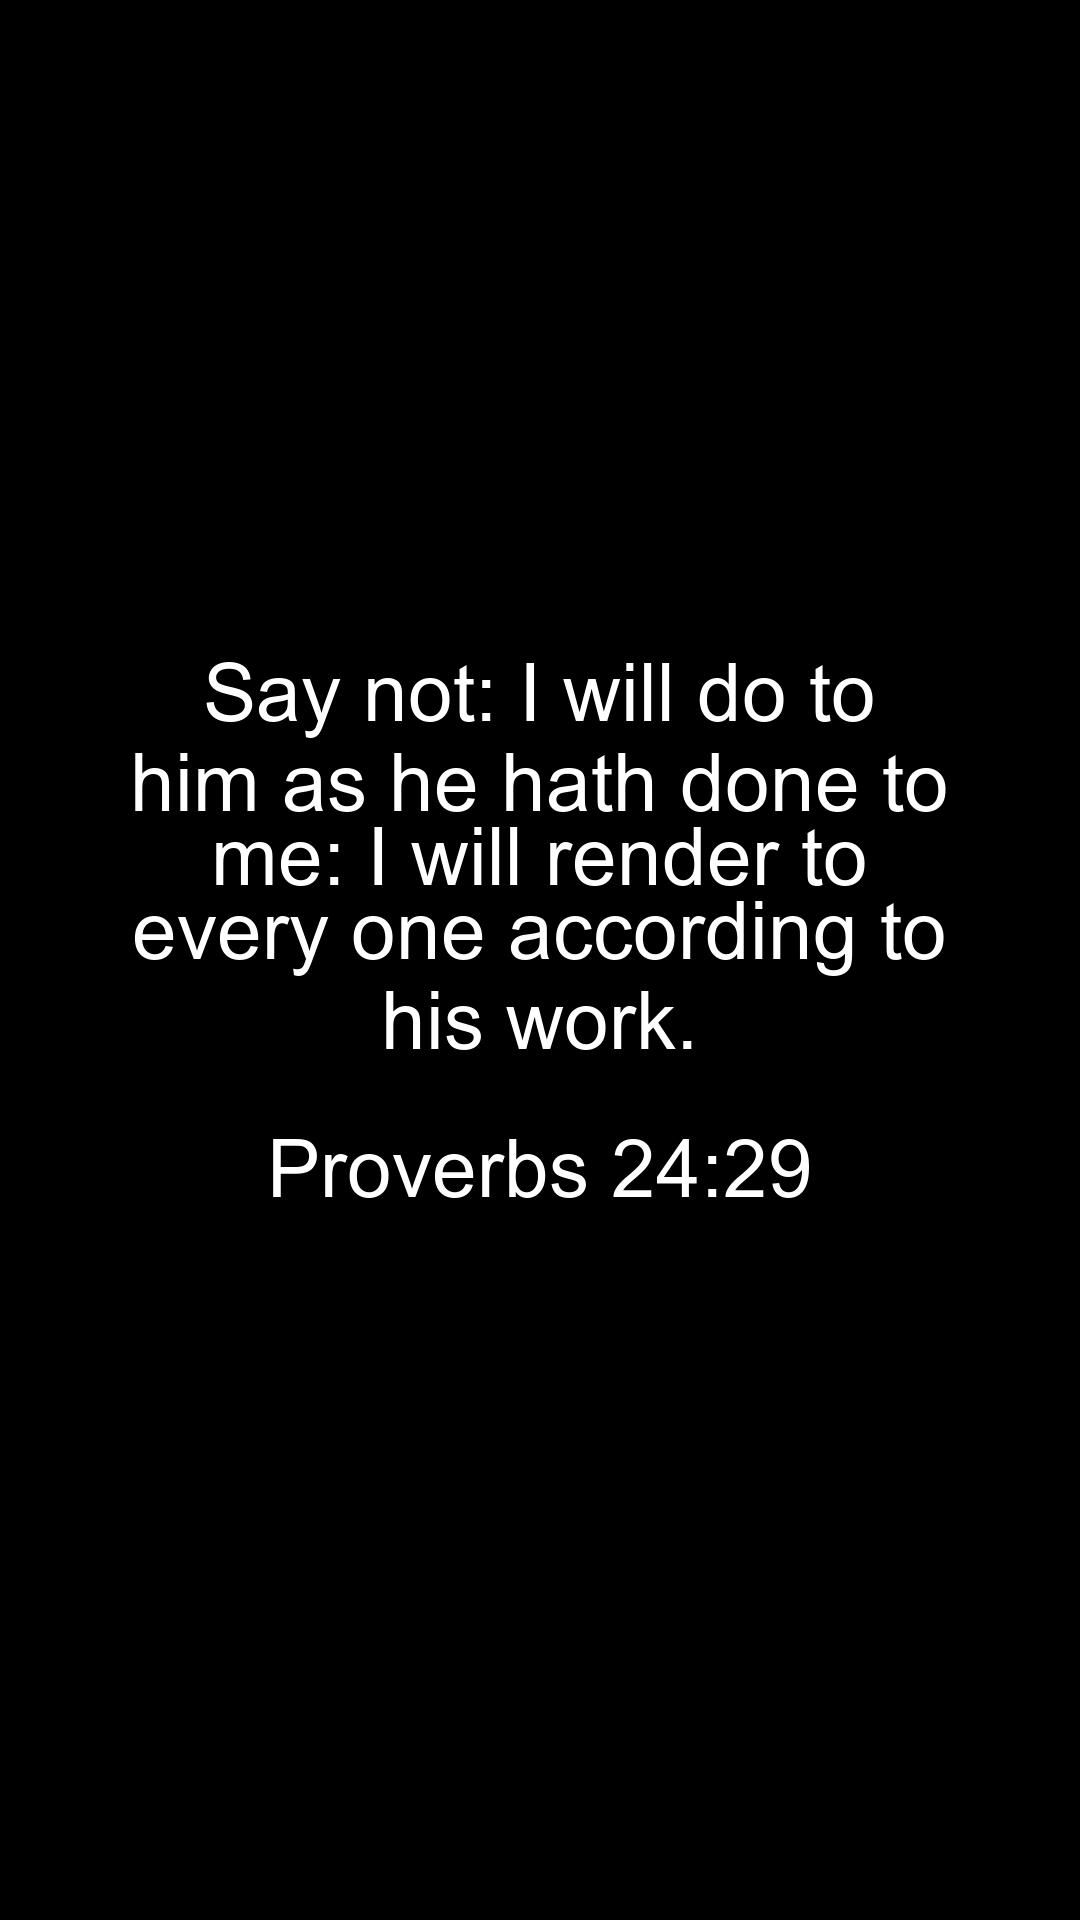 Say not: I will do to
him as he hath done to
me: I will render to
every one according to
his work.
Proverbs 24:29